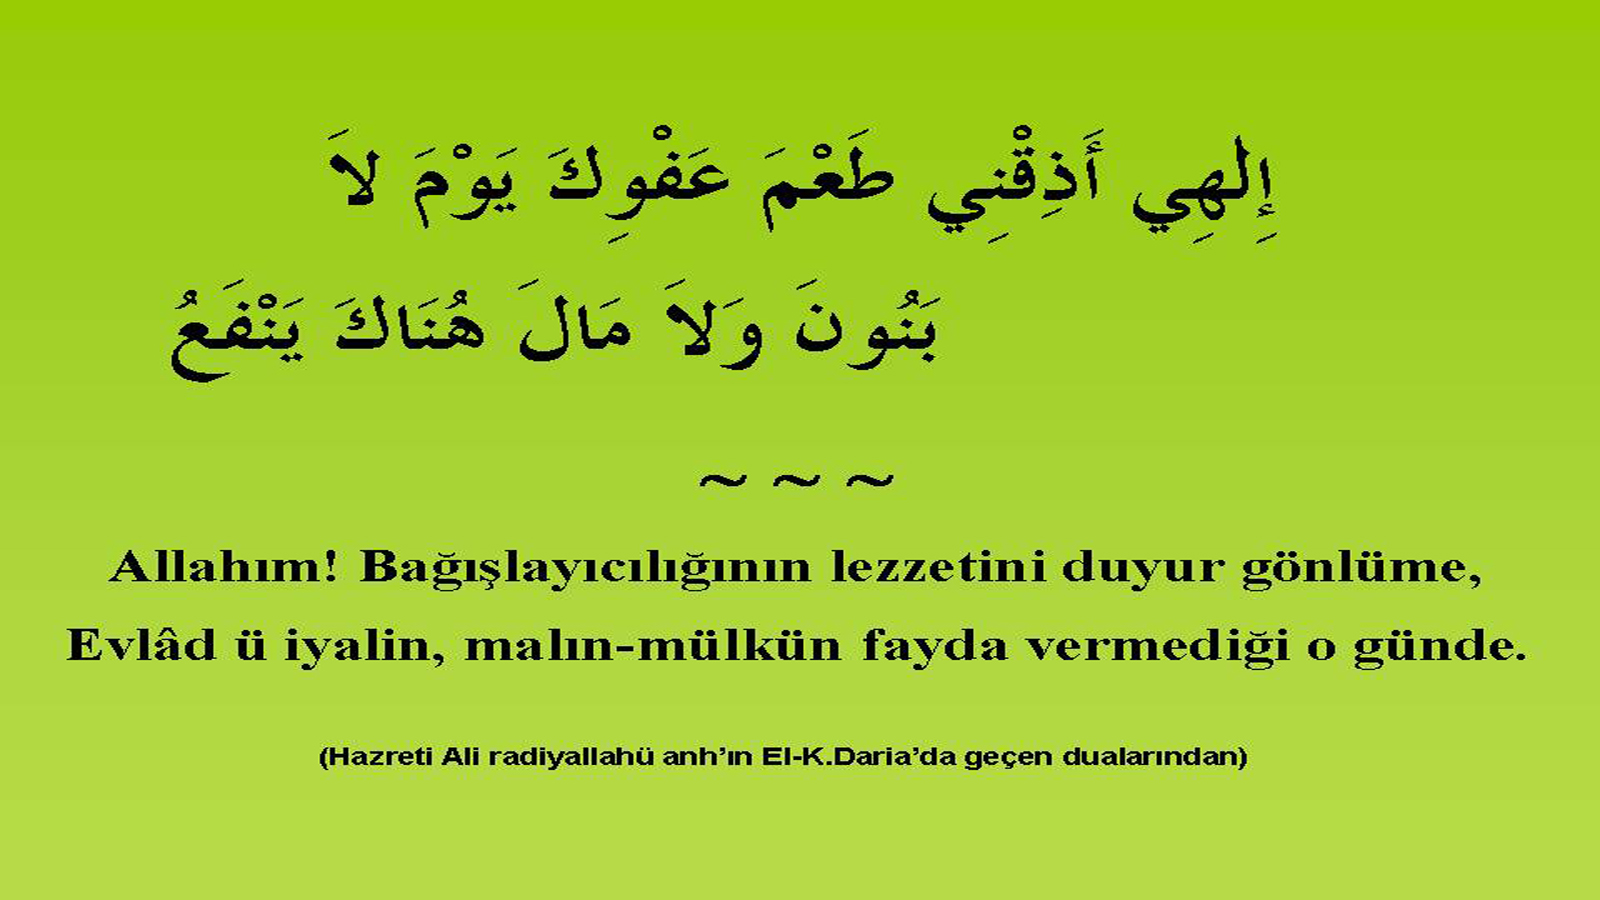 إِلٰهِي أَذِقْنِي طَعْمَ عَفْوِكَ يَوْمَ لاَ
بَنُونَ وَلاَ مَالَ هُنَاكَ يَنْفَعُ
~ ~ ~
Allahım! Bağışlayıcılığının lezzetini duyur gönlüme,
Evlâd ü iyalin, malın-mülkün fayda vermediği o günde.
(Hazreti Ali radiyallahü anh’ın El-K.Daria’da geçen dualarından)